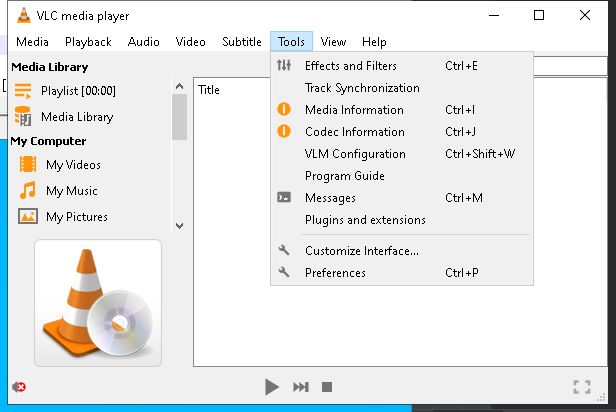 VLC media player
Media Playback Audio Video Subtitle Tools View Help
Media Library
Playlist [00:00]
Media Library
My Computer
My Videos
My Music
My Pictures
Title
Effects and Filters Ctrl+E
Track Synchronization
Media Information Ctrl+I
Codec Information Ctrl+J
VLM Configuration Ctrl+Shift+W
Program Guide
Messages Ctrl+M
Plugins and extensions
Customize Interface...
Preferences Ctrl+P